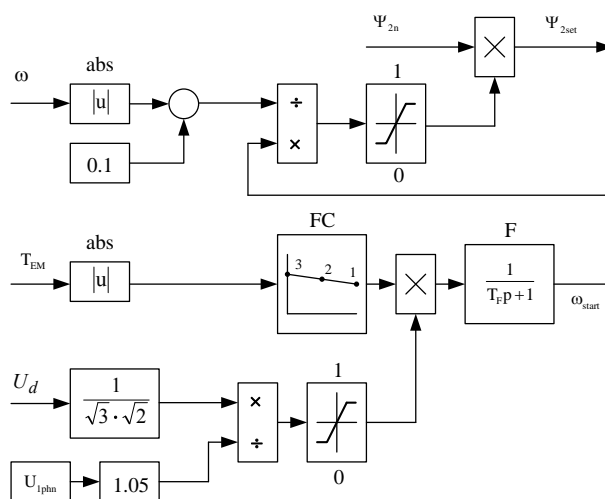 Ψ2n
Ψ2set
ω
abs
|u|
0.1
÷
×
1
0
×
TEM
abs
|u|
FC
3
2
1
×
F
1
TFp+1
ωstart
Ud
1
√3·√2
×
÷
1
0
U1phn
1.05